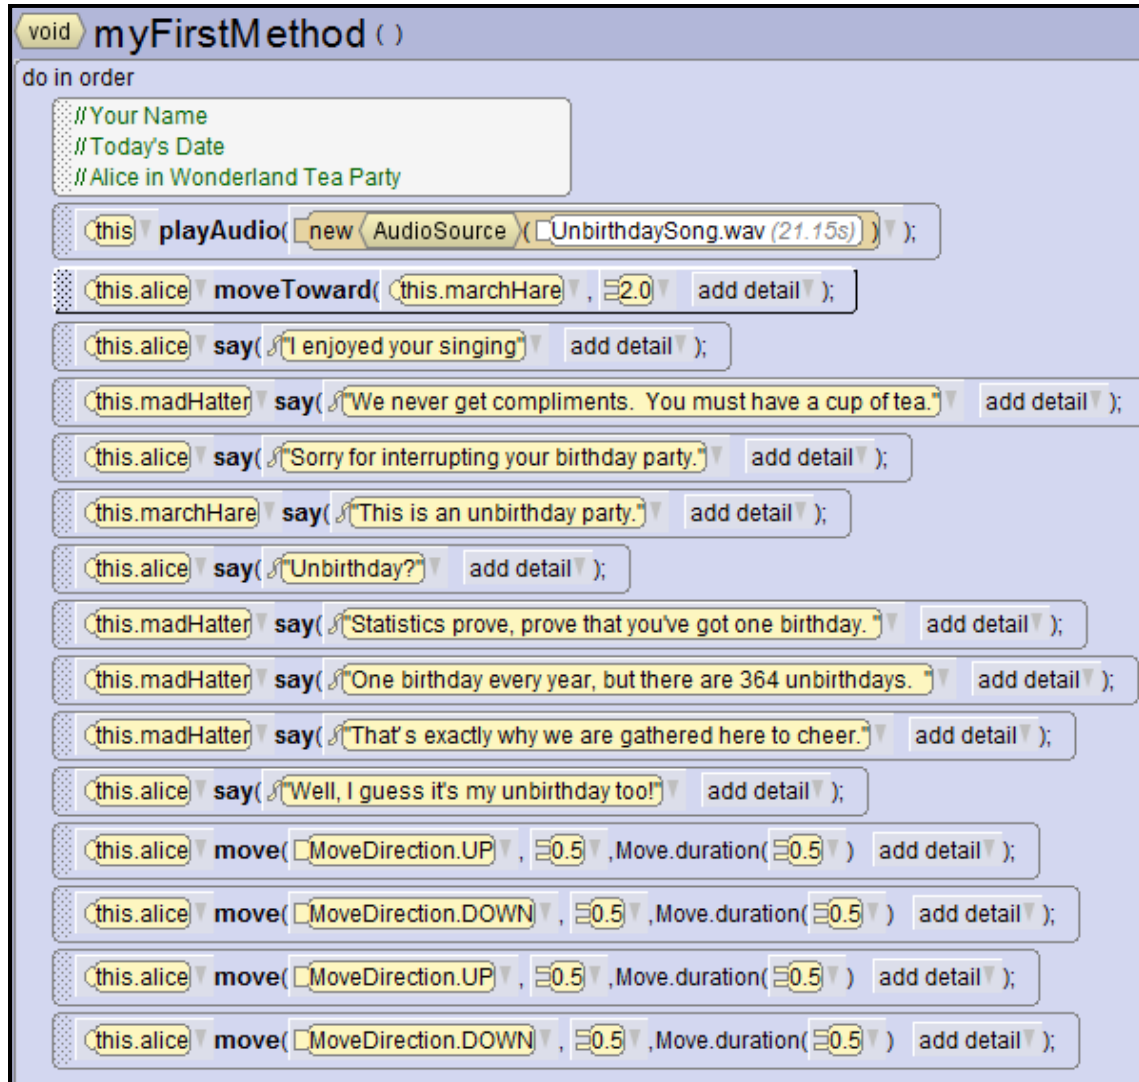 void myFirstMethod ( )
do in order
//Your Name
//Today's Date
//Alice in Wonderland Tea Party
this playAudio( new AudioSource ( UnbirthdaySong.wav (21.15s) ) );
this.alice moveToward( this.marchHare , 2.0 add detail );
this.alice say( "I enjoyed your singing" add detail );
this.madHatter say( "We never get compliments.  You must have a cup of tea." add detail );
this.alice say( "Sorry for interrupting your birthday party." add detail );
this.marchHare say( "This is an unbirthday party." add detail );
this.alice say( "Unbirthday?" add detail );
this.madHatter say( "Statistics prove, prove that you've got one birthday. " add detail );
this.madHatter say( "One birthday every year, but there are 364 unbirthdays.  " add detail );
this.madHatter say( "That's exactly why we are gathered here to cheer." add detail );
this.alice say( "Well, I guess it's my unbirthday too!" add detail );
this.alice move( MoveDirection.UP , 0.5 ,Move.duration( 0.5 ) add detail );
this.alice move( MoveDirection.DOWN , 0.5 ,Move.duration( 0.5 ) add detail );
this.alice move( MoveDirection.UP , 0.5 ,Move.duration( 0.5 ) add detail );
this.alice move( MoveDirection.DOWN , 0.5 ,Move.duration( 0.5 ) add detail );